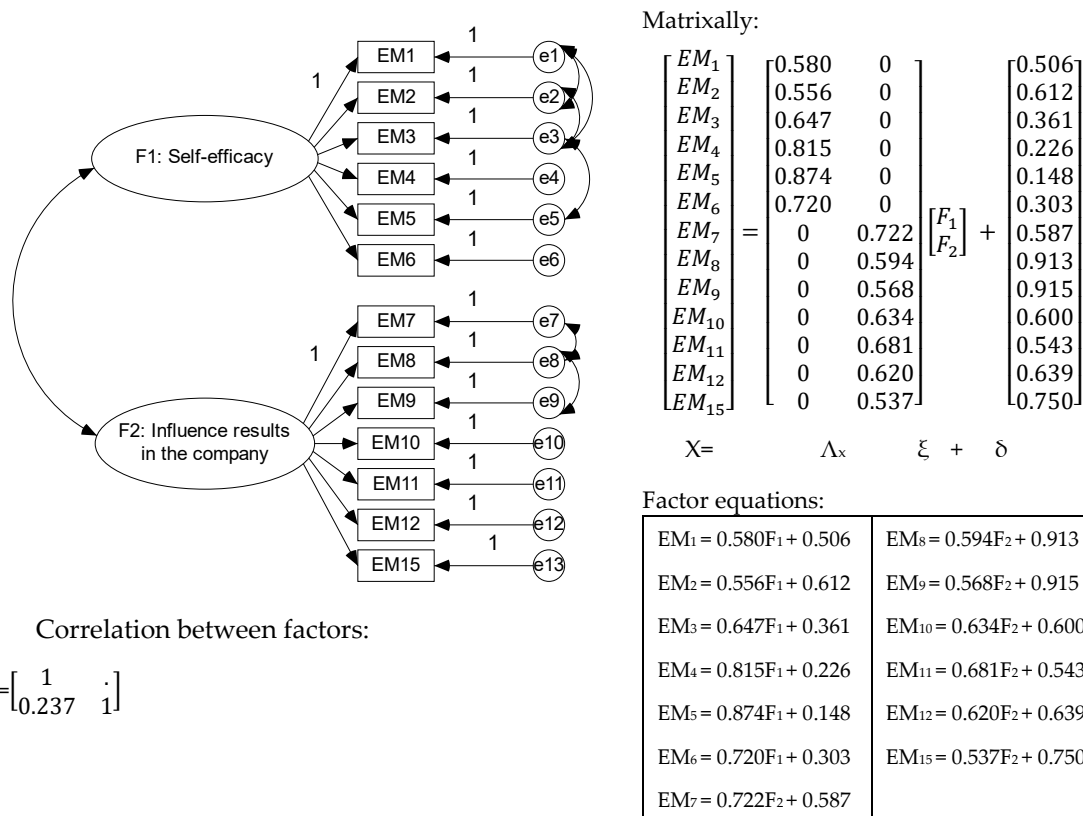 1 EM1 1 e1
EM2 1 e2
EM3 1 e3
F1: Self-efficacy
EM4 1 e4
EM5 1 e5
EM6 1 e6
1 EM7 1 e7
EM8 1 e8
EM9 1 e9
F2: Influence results
in the company
EM10 1 e10
EM11 1 e11
EM12 1 e12
EM15 1 e13
Correlation between factors:
=[1 .
0.237 1]
Matrixally:
EM₁ 0.580 0 0.506
EM₂ 0.556 0 0.612
EM₃ 0.647 0 0.361
EM₄ 0.815 0 0.226
EM₅ 0.874 0 0.148
EM₆ 0.720 0 0.303
EM₇ = 0 0.722 [F₁ F₂] + 0.587
EM₈ 0 0.594 0.913
EM₉ 0 0.568 0.915
EM₁₀ 0 0.634 0.600
EM₁₁ 0 0.681 0.543
EM₁₂ 0 0.620 0.639
EM₁₅ 0 0.537 0.750
X= Λx ξ + δ
Factor equations:
EM₁ = 0.580F₁ + 0.506 EM₈ = 0.594F₂ + 0.913
EM₂ = 0.556F₁ + 0.612 EM₉ = 0.568F₂ + 0.915
EM₃ = 0.647F₁ + 0.361 EM₁₀ = 0.634F₂ + 0.600
EM₄ = 0.815F₁ + 0.226 EM₁₁ = 0.681F₂ + 0.543
EM₅ = 0.874F₁ + 0.148 EM₁₂ = 0.620F₂ + 0.639
EM₆ = 0.720F₁ + 0.303 EM₁₅ = 0.537F₂ + 0.750
EM₇ = 0.722F₂ + 0.587